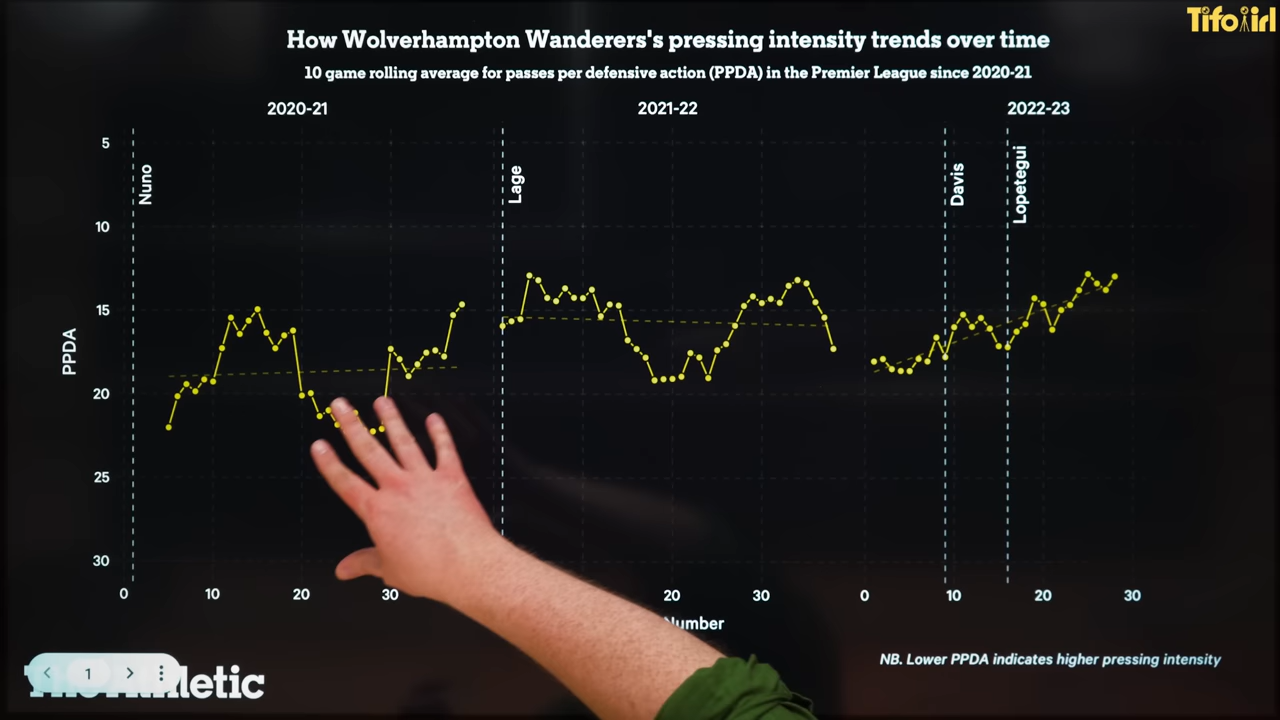 Tifo irl
How Wolverhampton Wanderers's pressing intensity trends over time
10 game rolling average for passes per defensive action (PPDA) in the Premier League since 2020-21
2020-21
2021-22
2022-23
Nuno
Lage
Davis
Lopetegui
PPDA
5
10
15
20
25
30
0
10
20
30
20
30
0
10
20
30
Number
NB. Lower PPDA indicates higher pressing intensity
1